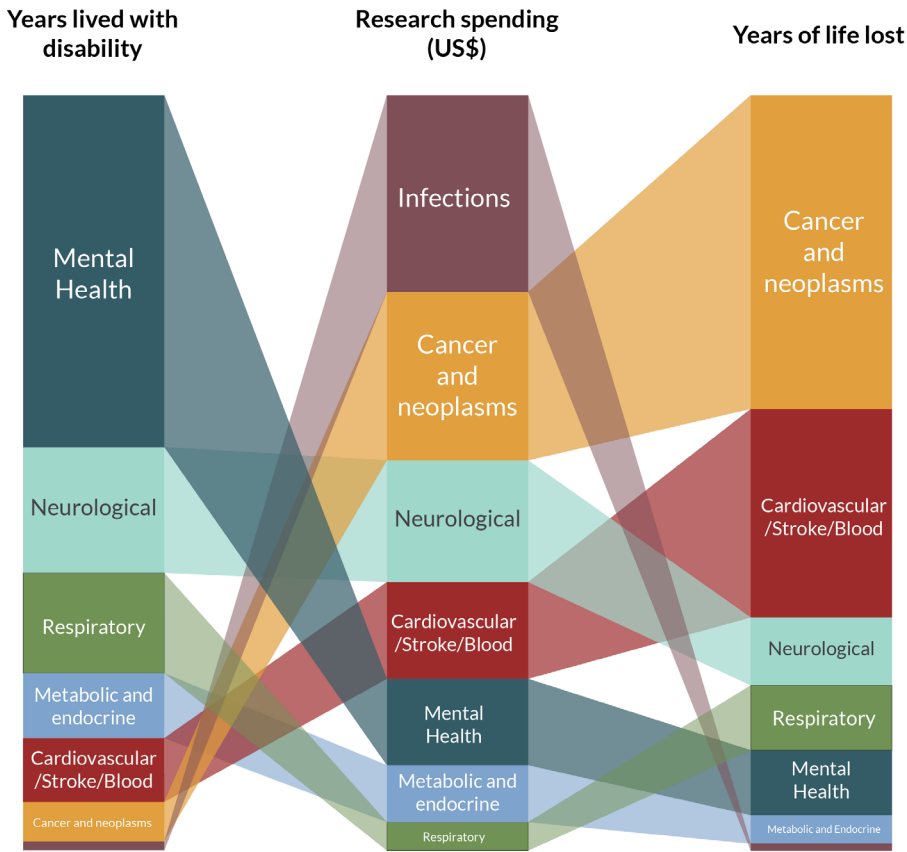 Years lived with
disability
Research spending
(US$)
Years of life lost
Mental
Health
Neurological
Respiratory
Metabolic and
endocrine
Cardiovascular
/Stroke/Blood
Cancer and neoplasms
Infections
Cancer
and
neoplasms
Neurological
Cardiovascular
/Stroke/Blood
Mental
Health
Metabolic and
endocrine
Respiratory
Cancer
and
neoplasms
Cardiovascular
/Stroke/Blood
Neurological
Respiratory
Mental
Health
Metabolic and Endocrine